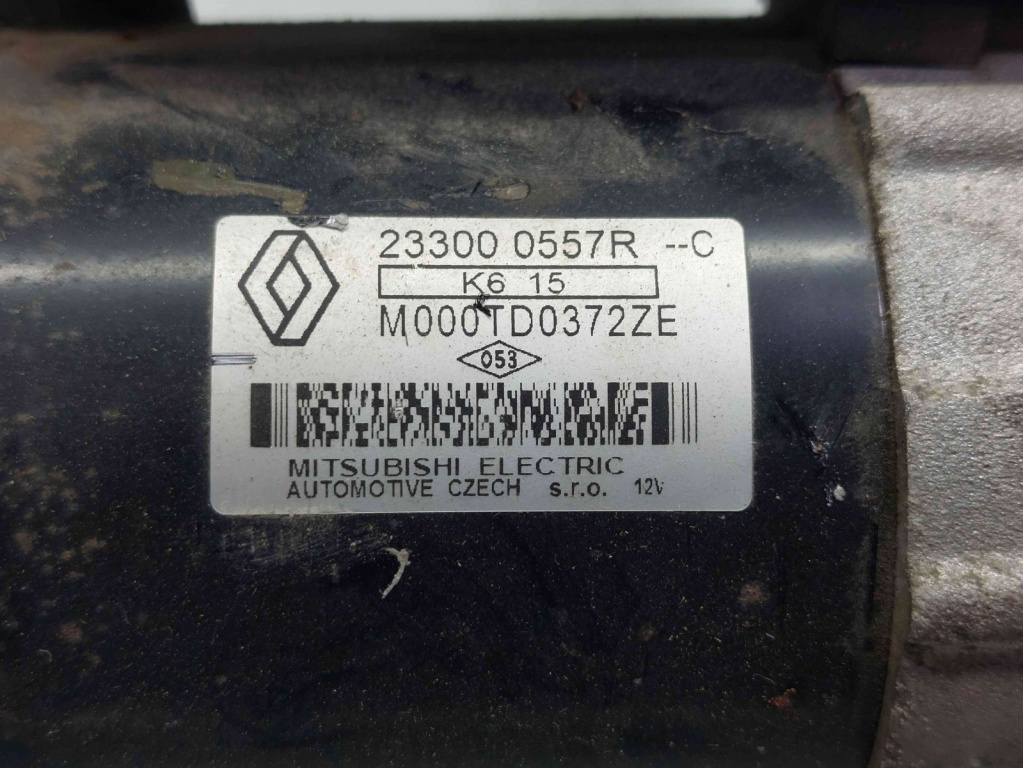 23300 0557R --C
K6 15
M000TD0372ZE
053
MITSUBISHI ELECTRIC
AUTOMOTIVE CZECH s.r.o. 12V